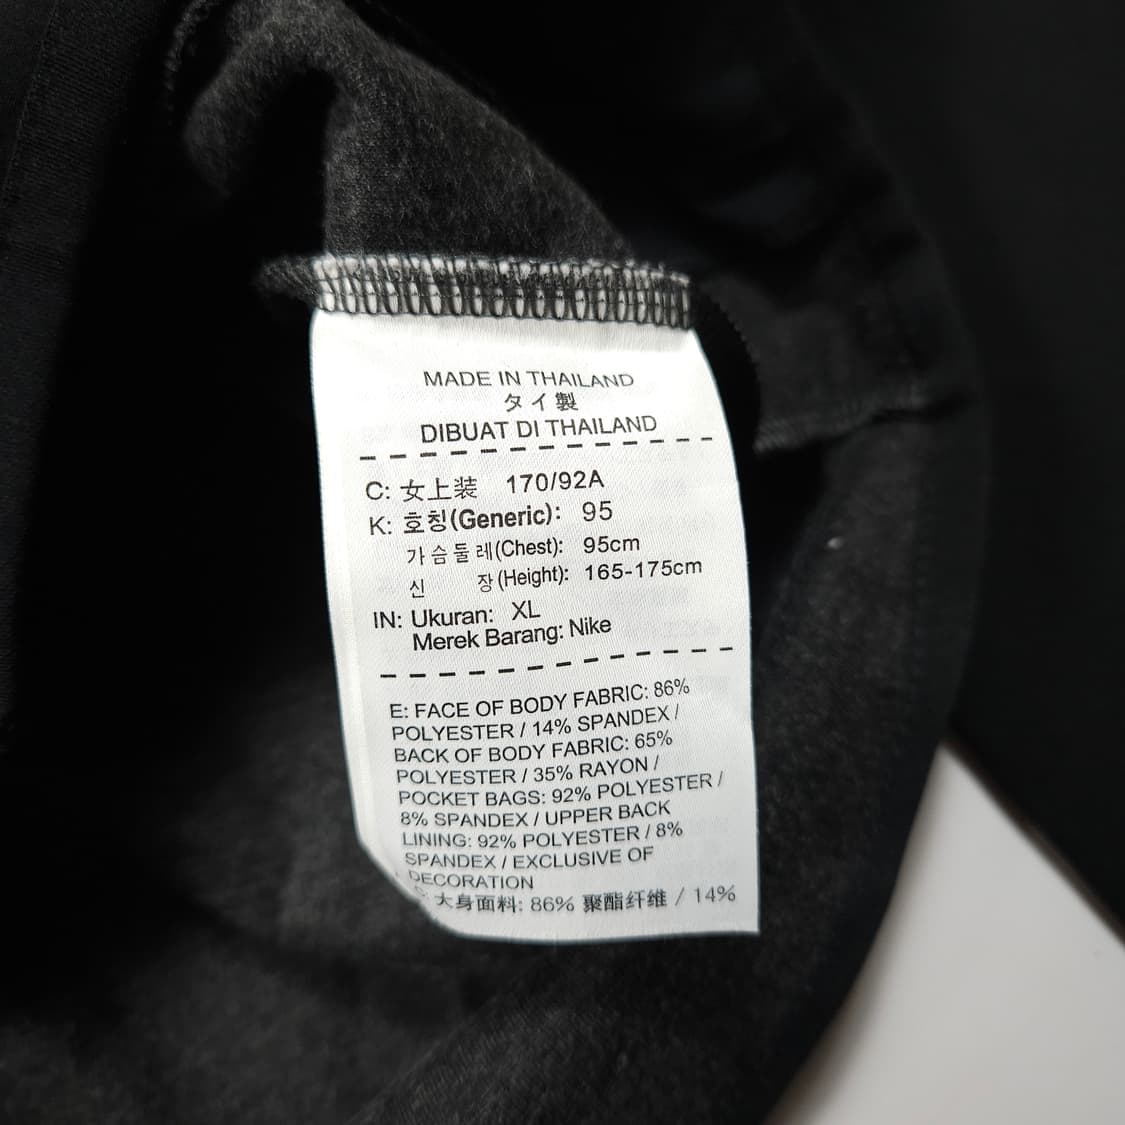 MADE IN THAILAND
タイ製
DIBUAT DI THAILAND
C: 女上装 170/92A
K: 호칭(Generic): 95
가슴둘레(Chest): 95cm
신 장(Height): 165-175cm
IN: Ukuran: XL
Merek Barang: Nike
E: FACE OF BODY FABRIC: 86%
POLYESTER / 14% SPANDEX /
BACK OF BODY FABRIC: 65%
POLYESTER / 35% RAYON /
POCKET BAGS: 92% POLYESTER /
8% SPANDEX / UPPER BACK
LINING: 92% POLYESTER / 8%
SPANDEX / EXCLUSIVE OF
DECORATION
大身面料: 86% 聚酯纤维 / 14%